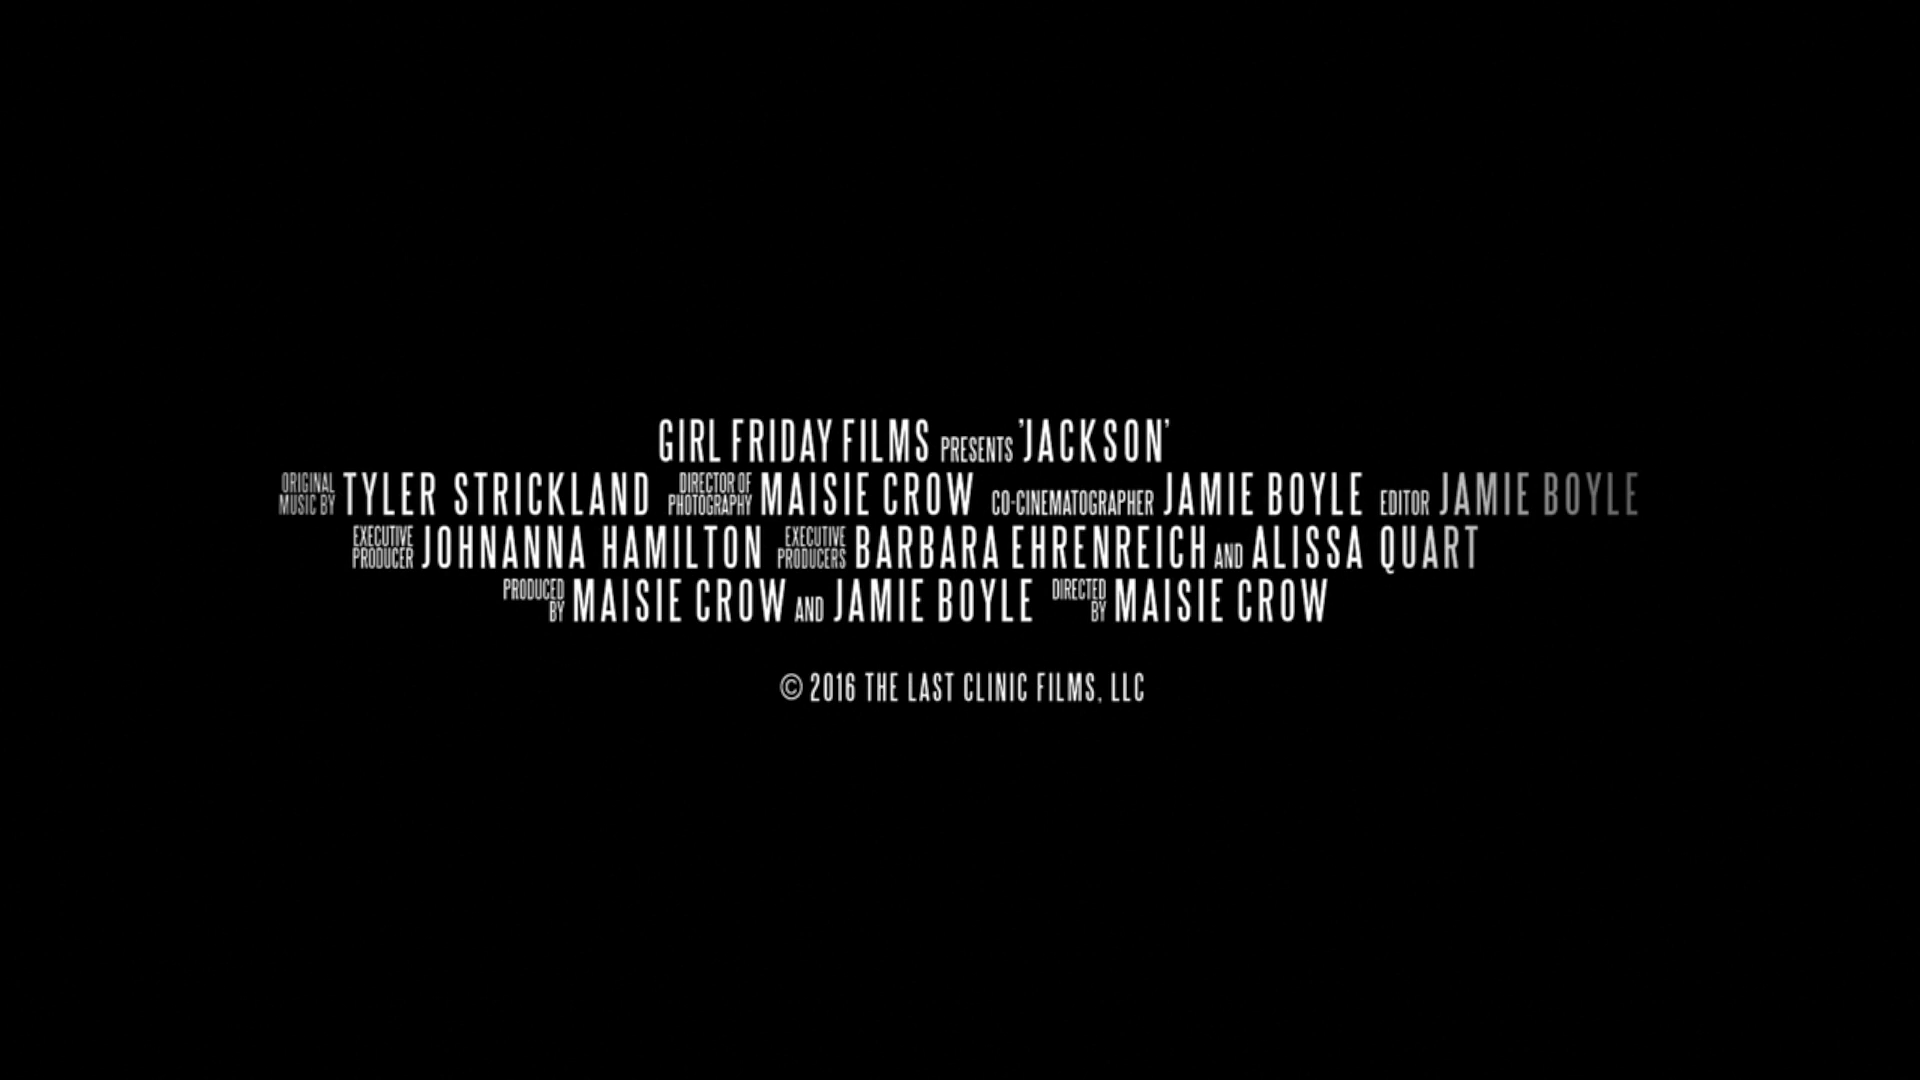 GIRL FRIDAY FILMS PRESENTS 'JACKSON'
ORIGINAL MUSIC BY TYLER STRICKLAND DIRECTOR OF PHOTOGRAPHY MAISIE CROW CO-CINEMATOGRAPHER JAMIE BOYLE EDITOR JAMIE BOYLE
EXECUTIVE PRODUCER JOHNANNA HAMILTON EXECUTIVE PRODUCERS BARBARA EHRENREICH AND ALISSA QUART
PRODUCED BY MAISIE CROW AND JAMIE BOYLE DIRECTED BY MAISIE CROW
© 2016 THE LAST CLINIC FILMS, LLC